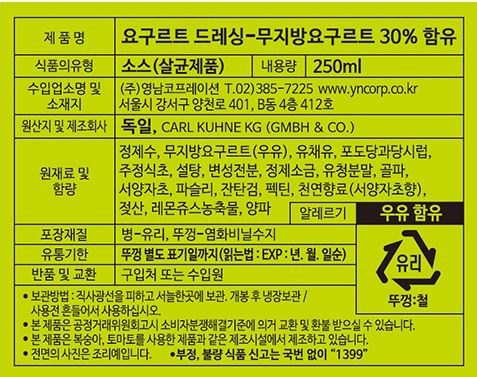 제 품 명 요구르트 드레싱-무지방요구르트 30% 함유
식품의유형 소스(살균제품) 내용량 250ml
수입업소명 및 소재지 (주)영남코프레이션 T.02)385-7225 www.yncorp.co.kr
서울시 강서구 양천로 401, B동 4층 412호
원산지 및 제조회사 독일, CARL KUHNE KG (GMBH & CO.)
원재료 및 함량 정제수, 무지방요구르트(우유), 유채유, 포도당과당시럽,
주정식초, 설탕, 변성전분, 정제소금, 유청분말, 골파,
서양자초, 파슬리, 잔탄검, 펙틴, 천연향료(서양자초향),
젖산, 레몬쥬스농축물, 양파
알레르기 우유 함유
포장재질 병-유리, 뚜껑-염화비닐수지
유통기한 뚜껑 별도 표기일까지(읽는법 : EXP : 년. 월. 일순)
반품 및 교환 구입처 또는 수입원
유리
뚜껑:철
• 보관방법 : 직사광선을 피하고 서늘한곳에 보관. 개봉 후 냉장보관 /
사용전 흔들어서 사용하십시오.
• 본 제품은 공정거래위원회고시 소비자분쟁해결기준에 의거 교환 및 환불 받으실 수 있습니다.
• 본 제품은 복숭아, 토마토를 사용한 제품과 같은 제조시설에서 제조하고 있습니다.
• 전면의 사진은 조리예입니다. •부정, 불량 식품 신고는 국번 없이 “1399”